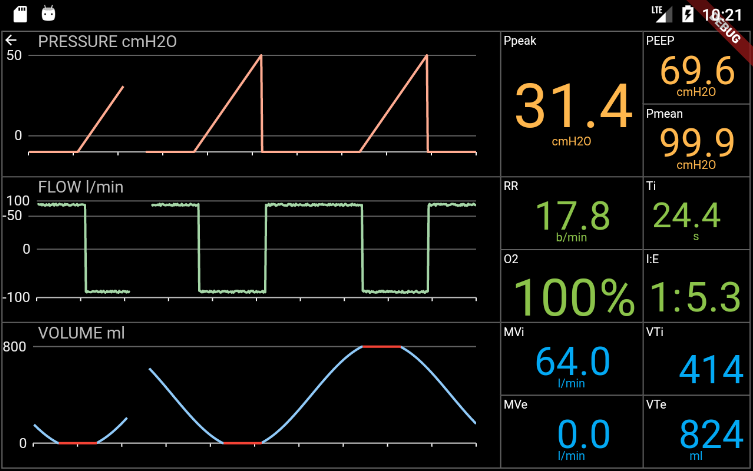 LTE 10:21
DEBUG
PRESSURE cmH2O
50
0
FLOW l/min
100
-50
0
-100
VOLUME ml
800
0
Ppeak
31.4
cmH2O
PEEP
69.6
cmH2O
Pmean
99.9
cmH2O
RR
17.8
b/min
Ti
24.4
s
O2
100%
I:E
1:5.3
MVi
64.0
l/min
VTi
414
MVe
0.0
l/min
VTe
824
ml